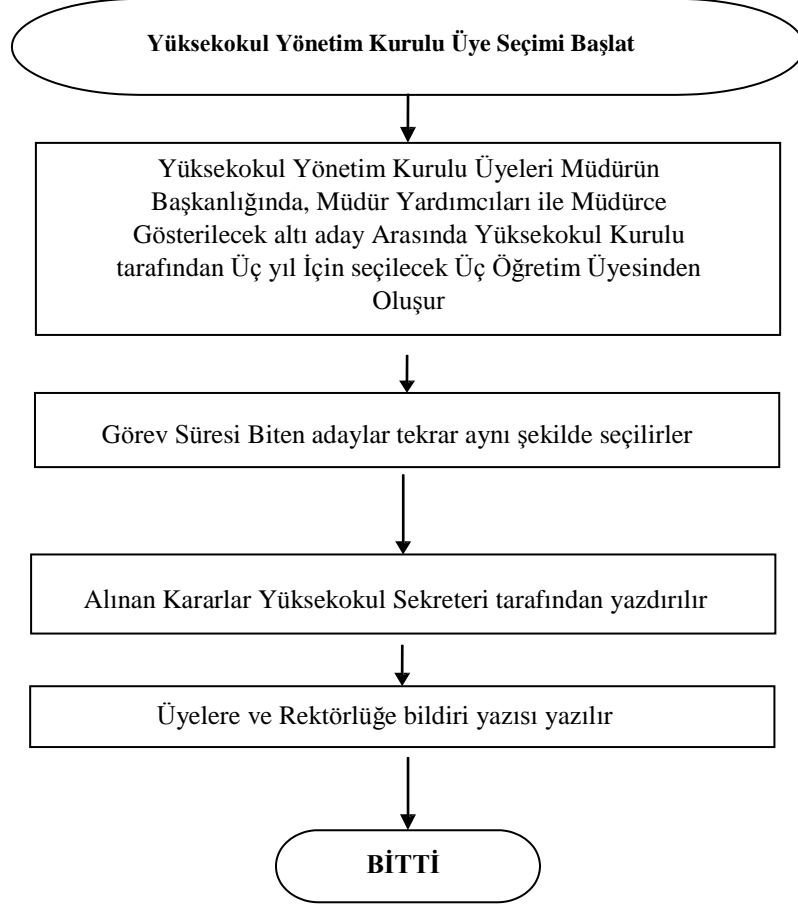 Yüksekokul Yönetim Kurulu Üye Seçimi Başlat
Yüksekokul Yönetim Kurulu Üyeleri Müdürün
Başkanlığında, Müdür Yardımcıları ile Müdürce
Gösterilecek altı aday Arasında Yüksekokul Kurulu
tarafından Üç yıl İçin seçilecek Üç Öğretim Üyesinden
Oluşur
Görev Süresi Biten adaylar tekrar aynı şekilde seçilirler
Alınan Kararlar Yüksekokul Sekreteri tarafından yazdırılır
Üyelere ve Rektörlüğe bildiri yazısı yazılır
BİTTİ